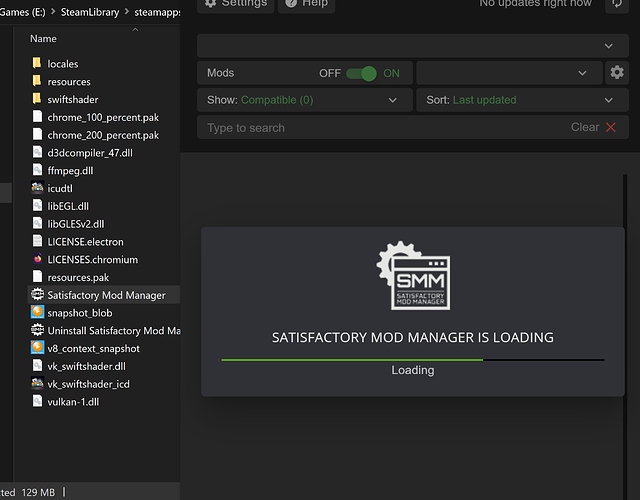 Games (E:) > SteamLibrary > steamapps
Name
locales
resources
swiftshader
chrome_100_percent.pak
chrome_200_percent.pak
d3dcompiler_47.dll
ffmpeg.dll
icudtl
libEGL.dll
libGLESv2.dll
LICENSE.electron
LICENSES.chromium
resources.pak
Satisfactory Mod Manager
snapshot_blob
Uninstall Satisfactory Mod Ma
v8_context_snapshot
vk_swiftshader.dll
vk_swiftshader_icd
vulkan-1.dll
cted 129 MB
Settings Help No updates right now
Mods OFF ON
Show: Compatible (0) Sort: Last updated
Type to search Clear
SMM
SATISFACTORY
MOD MANAGER
SATISFACTORY MOD MANAGER IS LOADING
Loading